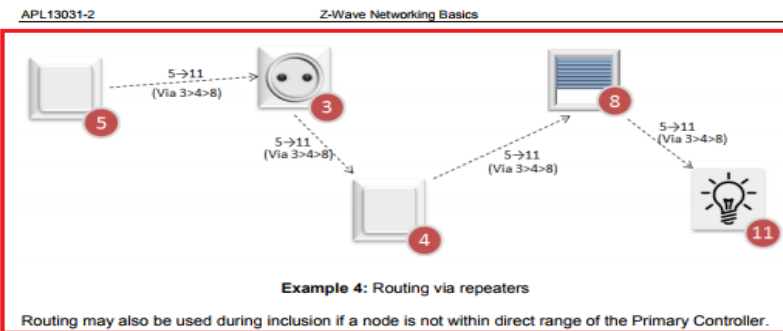 APL13031-2 Z-Wave Networking Basics
5→11
(Via 3>4>8)
5
3
5→11
(Via 3>4>8)
4
5→11
(Via 3>4>8)
8
5→11
(Via 3>4>8)
11
Example 4: Routing via repeaters
Routing may also be used during inclusion if a node is not within direct range of the Primary Controller.